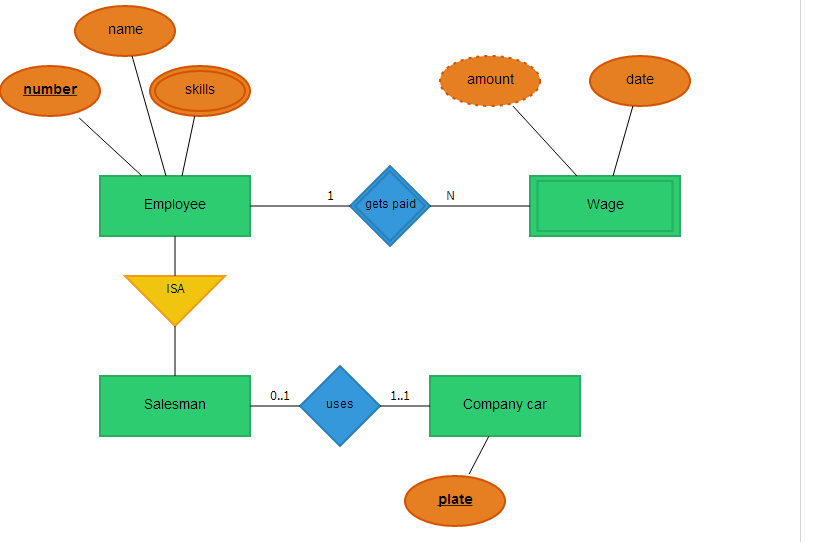 name
number
skills
amount
date
Employee
1
gets paid
N
Wage
ISA
Salesman
0..1
uses
1..1
Company car
plate